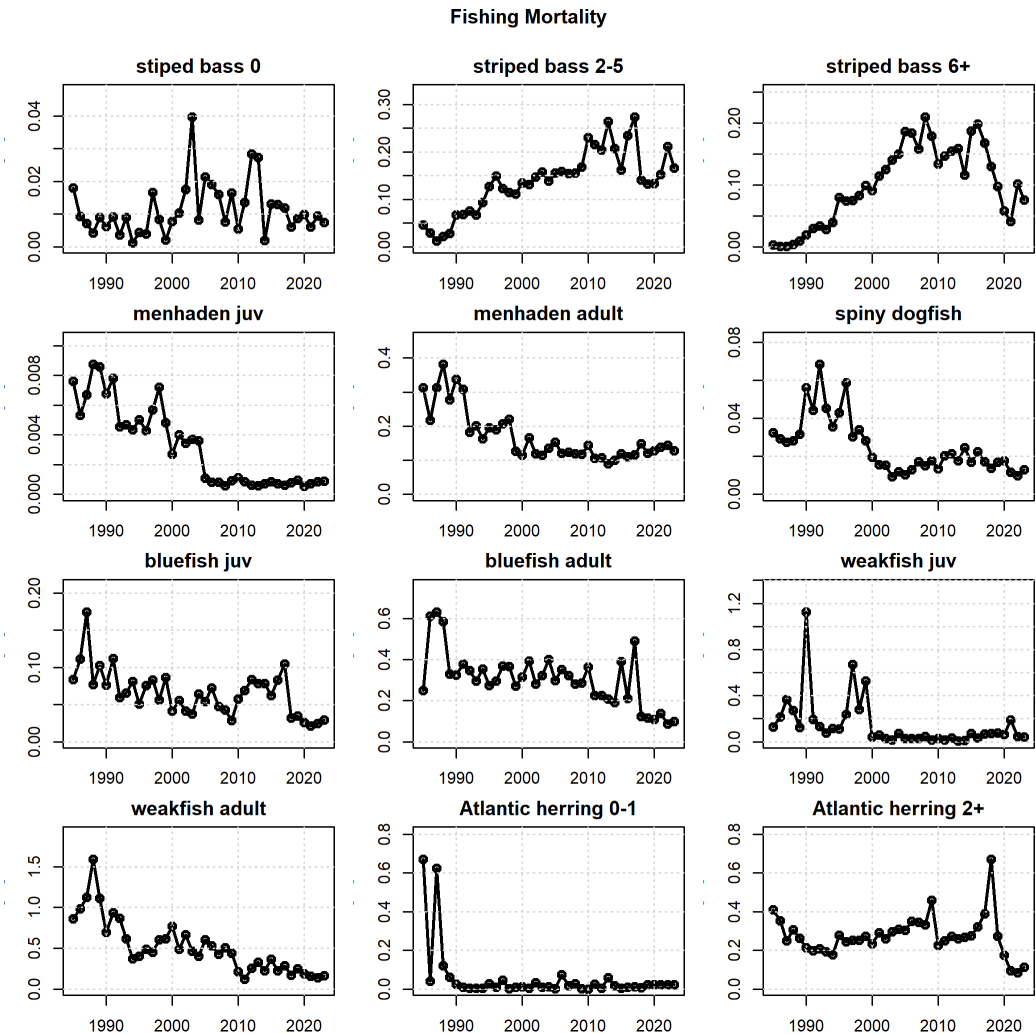 Fishing Mortality
stiped bass 0
striped bass 2-5
striped bass 6+
0.00 0.02 0.04
0.00 0.10 0.20 0.30
0.00 0.10 0.20
1990 2000 2010 2020
1990 2000 2010 2020
1990 2000 2010 2020
menhaden juv
menhaden adult
spiny dogfish
0.000 0.004 0.008
0.0 0.2 0.4
0.00 0.04 0.08
1990 2000 2010 2020
1990 2000 2010 2020
1990 2000 2010 2020
bluefish juv
bluefish adult
weakfish juv
0.00 0.10 0.20
0.0 0.2 0.4 0.6
0.0 0.4 0.8 1.2
1990 2000 2010 2020
1990 2000 2010 2020
1990 2000 2010 2020
weakfish adult
Atlantic herring 0-1
Atlantic herring 2+
0.0 0.5 1.0 1.5
0.0 0.2 0.4 0.6 0.8
0.0 0.2 0.4 0.6 0.8
1990 2000 2010 2020
1990 2000 2010 2020
1990 2000 2010 2020